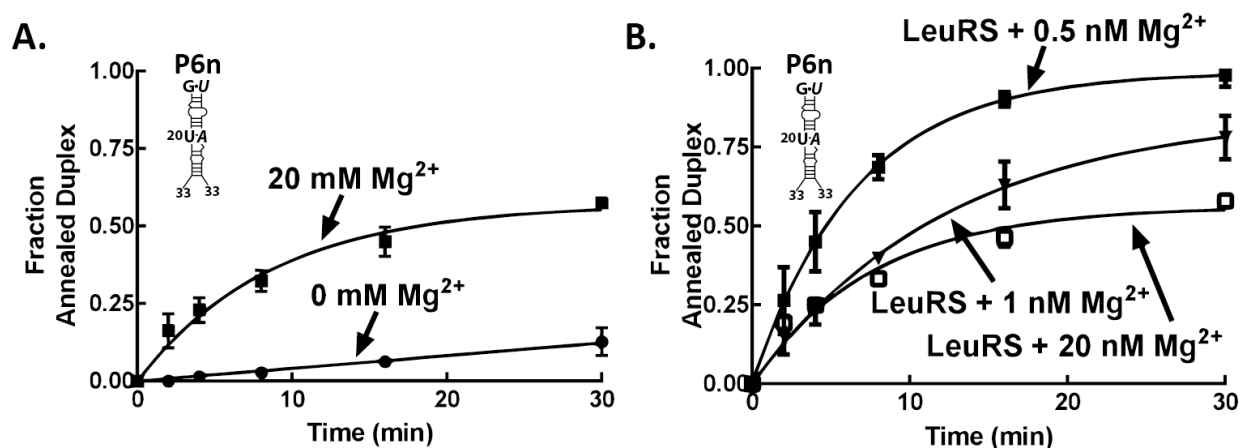 A.
P6n
G·U
20U·A
33 33
1.00
0.75
0.50
0.25
0.00
0 10 20 30
Fraction
Annealed Duplex
Time (min)
20 mM Mg2+
0 mM Mg2+
B.
P6n
G·U
20U·A
33 33
1.00
0.75
0.50
0.25
0.00
0 10 20 30
Fraction
Annealed Duplex
Time (min)
LeuRS + 0.5 nM Mg2+
LeuRS + 1 nM Mg2+
LeuRS + 20 nM Mg2+